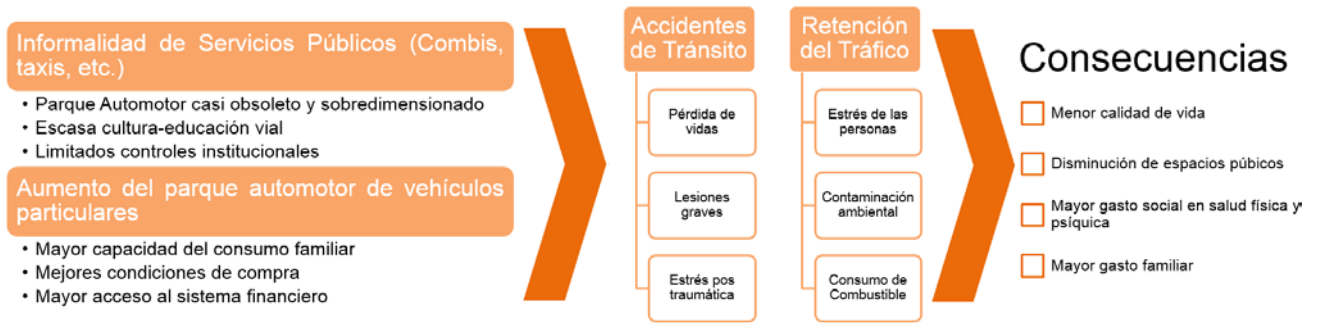 Informalidad de Servicios Públicos (Combis,
taxis, etc.)
• Parque Automotor casi obsoleto y sobredimensionado
• Escasa cultura-educación vial
• Limitados controles institucionales
Aumento del parque automotor de vehículos
particulares
• Mayor capacidad del consumo familiar
• Mejores condiciones de compra
• Mayor acceso al sistema financiero
Accidentes
de Tránsito
Pérdida de
vidas
Lesiones
graves
Estrés pos
traumática
Retención
del Tráfico
Estrés de las
personas
Contaminación
ambiental
Consumo de
Combustible
Consecuencias
Menor calidad de vida
Disminución de espacios púbicos
Mayor gasto social en salud física y
psíquica
Mayor gasto familiar